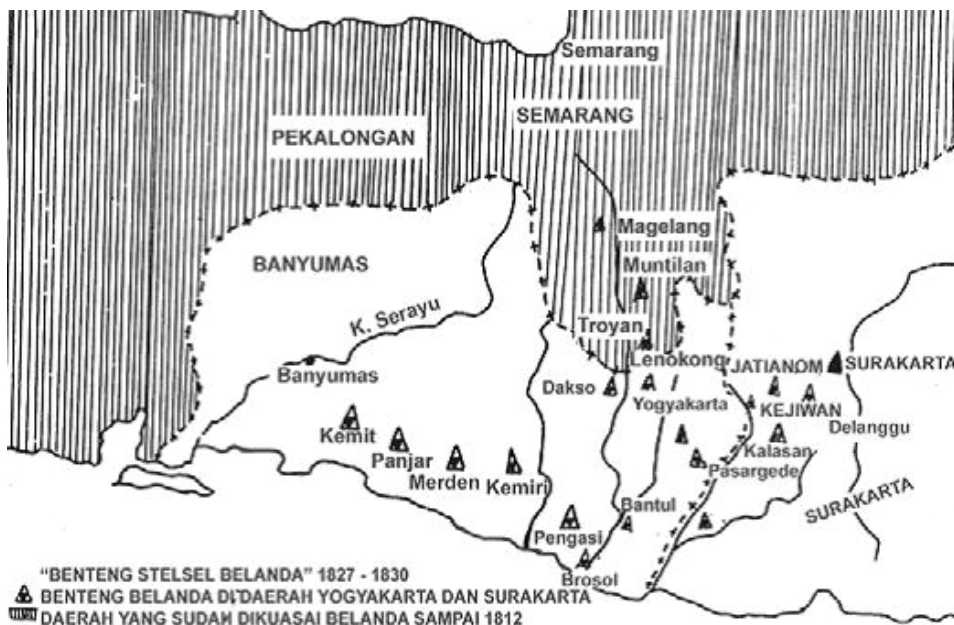 Semarang
SEMARANG
PEKALONGAN
Magelang
BANYUMAS
Muntilan
K. Serayu
Troyan
Lenokong
JATIANOM
SURAKARTA
Banyumas
Dakso
Yogyakarta
KEJIWAN
Delanggu
Kemit
Panjar
Merden
Kemiri
Kalasan
Pasargede
SURAKARTA
Bantul
Pengasi
Brosol
“BENTENG STELSEL BELANDA” 1827 - 1830
BENTENG BELANDA DI DAERAH YOGYAKARTA DAN SURAKARTA
DAERAH YANG SUDAH DIKUASAI BELANDA SAMPAI 1812